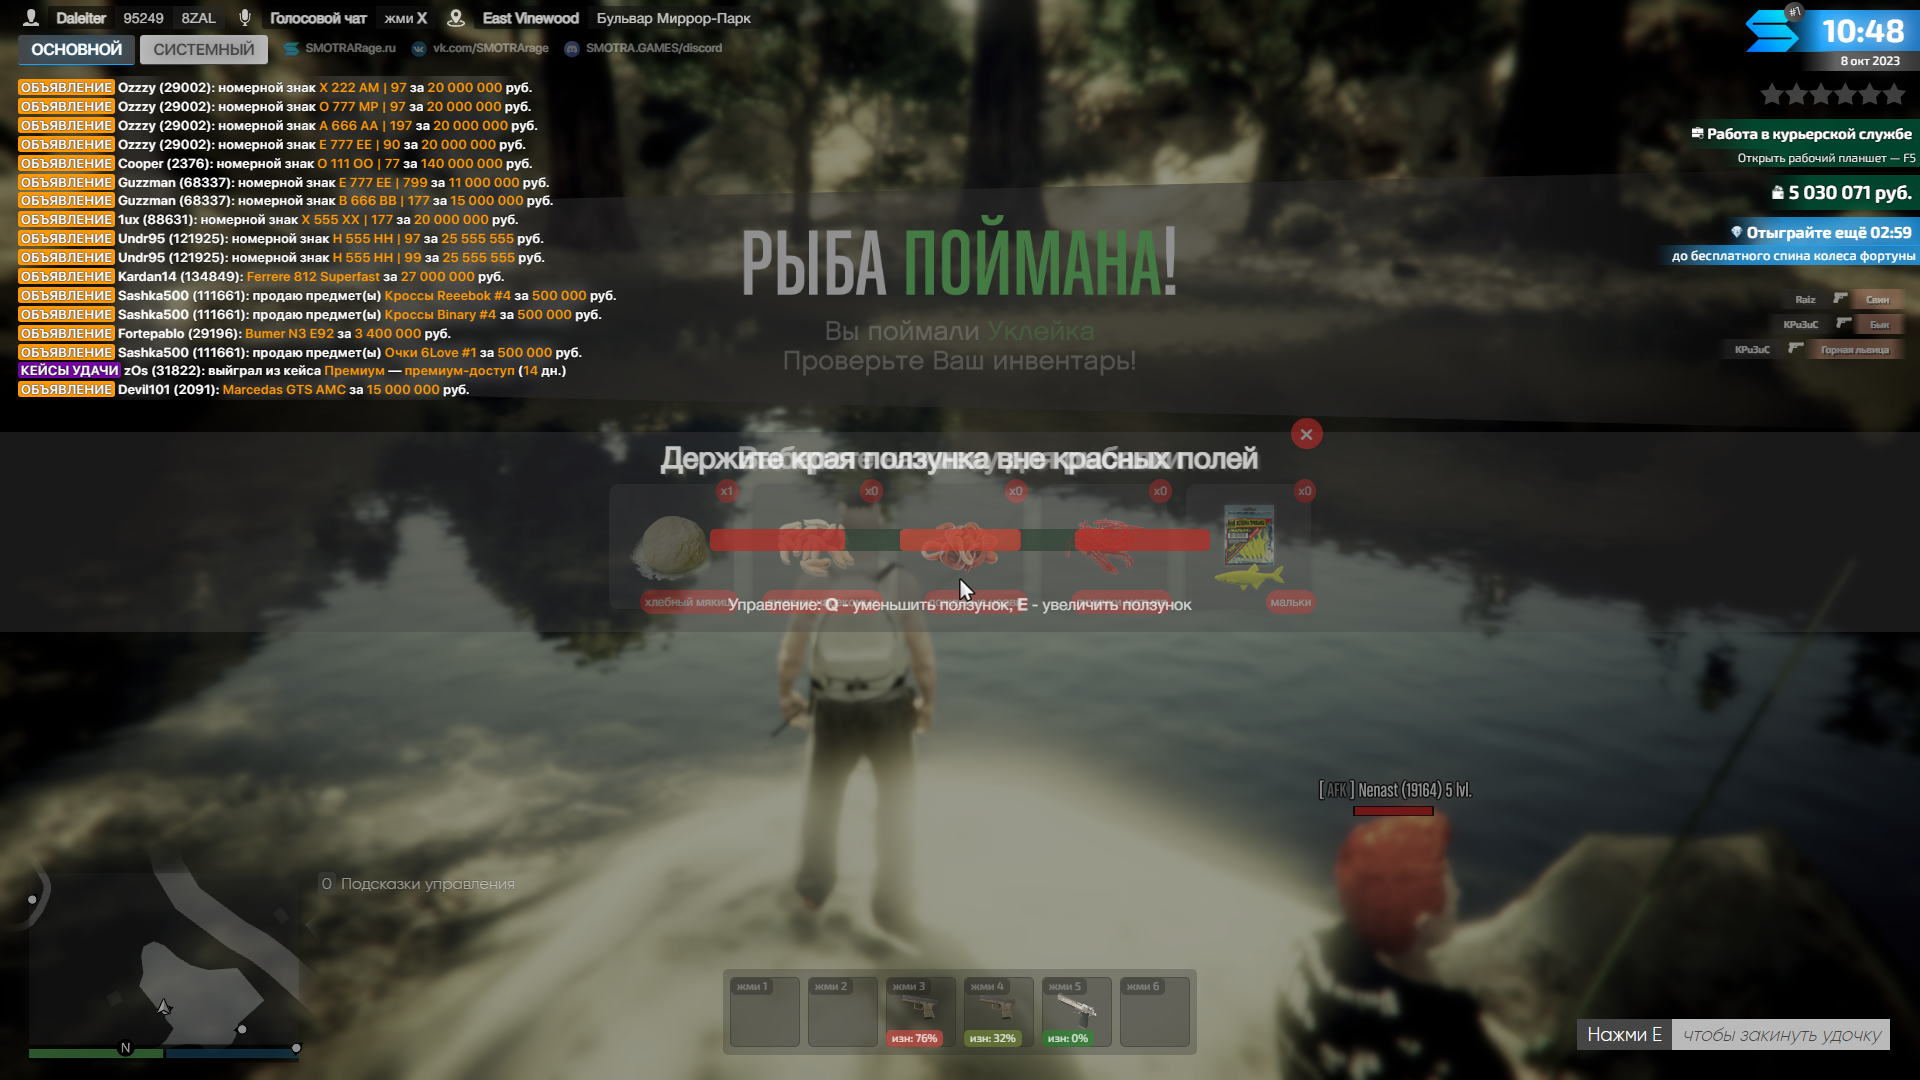 Daleiter 95249 8ZAL Голосовой чат жми X East Vinewood Бульвар Миррор-Парк
ОСНОВНОЙ СИСТЕМНЫЙ SMOTRARage.ru vk.com/SMOTRArage SMOTRA.GAMES/discord
ОБЪЯВЛЕНИЕ Ozzzy (29002): номерной знак X 222 AM | 97 за 20 000 000 руб.
ОБЪЯВЛЕНИЕ Ozzzy (29002): номерной знак O 777 MP | 97 за 20 000 000 руб.
ОБЪЯВЛЕНИЕ Ozzzy (29002): номерной знак A 666 AA | 197 за 20 000 000 руб.
ОБЪЯВЛЕНИЕ Ozzzy (29002): номерной знак E 777 EE | 90 за 20 000 000 руб.
ОБЪЯВЛЕНИЕ Cooper (2376): номерной знак O 111 OO | 77 за 140 000 000 руб.
ОБЪЯВЛЕНИЕ Guzzman (68337): номерной знак E 777 EE | 799 за 11 000 000 руб.
ОБЪЯВЛЕНИЕ Guzzman (68337): номерной знак B 666 BB | 177 за 15 000 000 руб.
ОБЪЯВЛЕНИЕ 1ux (88631): номерной знак X 555 XX | 177 за 20 000 000 руб.
ОБЪЯВЛЕНИЕ Undr95 (121925): номерной знак H 555 HH | 97 за 25 555 555 руб.
ОБЪЯВЛЕНИЕ Undr95 (121925): номерной знак H 555 HH | 99 за 25 555 555 руб.
ОБЪЯВЛЕНИЕ Kardan14 (134849): Ferrere 812 Superfast за 27 000 000 руб.
ОБЪЯВЛЕНИЕ Sashka500 (111661): продаю предмет(ы) Кроссы Reeebok #4 за 500 000 руб.
ОБЪЯВЛЕНИЕ Sashka500 (111661): продаю предмет(ы) Кроссы Binary #4 за 500 000 руб.
ОБЪЯВЛЕНИЕ Fortepablo (29196): Bumer N3 E92 за 3 400 000 руб.
ОБЪЯВЛЕНИЕ Sashka500 (111661): продаю предмет(ы) Очки 6Love #1 за 500 000 руб.
КЕЙСЫ УДАЧИ zOs (31822): выйграл из кейса Премиум — премиум-доступ (14 дн.)
ОБЪЯВЛЕНИЕ Devil101 (2091): Marcedas GTS AMC за 15 000 000 руб.
#1
10:48
8 окт 2023
Работа в курьерской службе
Открыть рабочий планшет — F5
5 030 071 руб.
Отыграйте ещё 02:59
до бесплатного спина колеса фортуны
Raiz Свин
KPu3uC Бык
KPu3uC Горная львица
РЫБА ПОЙМАНА!
Вы поймали Уклейка
Проверьте Ваш инвентарь!
Держите края ползунка вне красных полей
x1 x0 x0 x0 x0
хлебный мякиш
мальки
Управление: Q - уменьшить ползунок, E - увеличить ползунок
[AFK] Nenast (19164) 5 lvl.
0 Подсказки управления
N
жми 1 жми 2 жми 3 жми 4 жми 5 жми 6
изн: 76% изн: 32% изн: 0%
Нажми E чтобы закинуть удочку